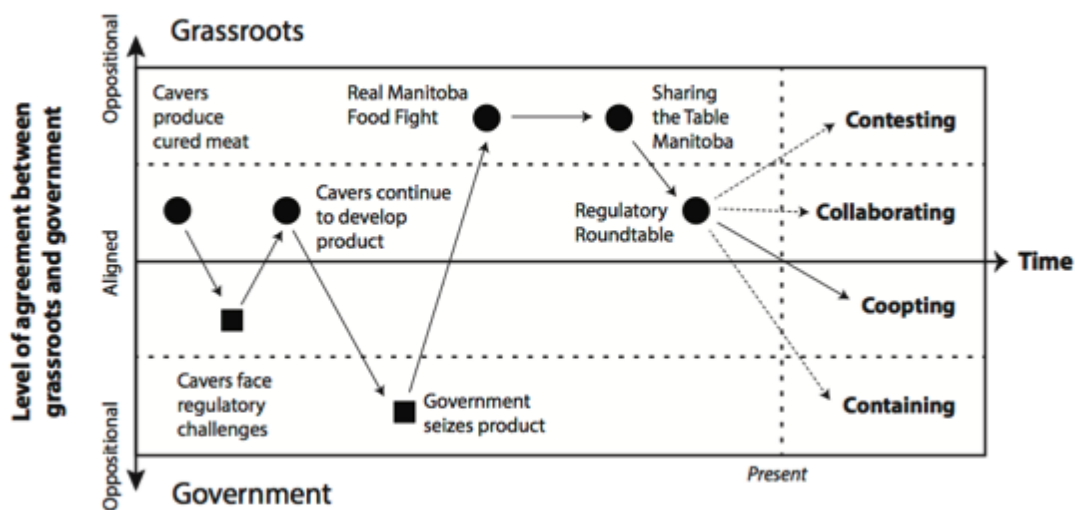 Grassroots
Oppositional
Aligned
Oppositional
Level of agreement between
grassroots and government
Cavers
produce
cured meat
Real Manitoba
Food Fight
Sharing
the Table
Manitoba
Contesting
Cavers continue
to develop
product
Regulatory
Roundtable
Collaborating
Time
Coopting
Cavers face
regulatory
challenges
Government
seizes product
Containing
Present
Government